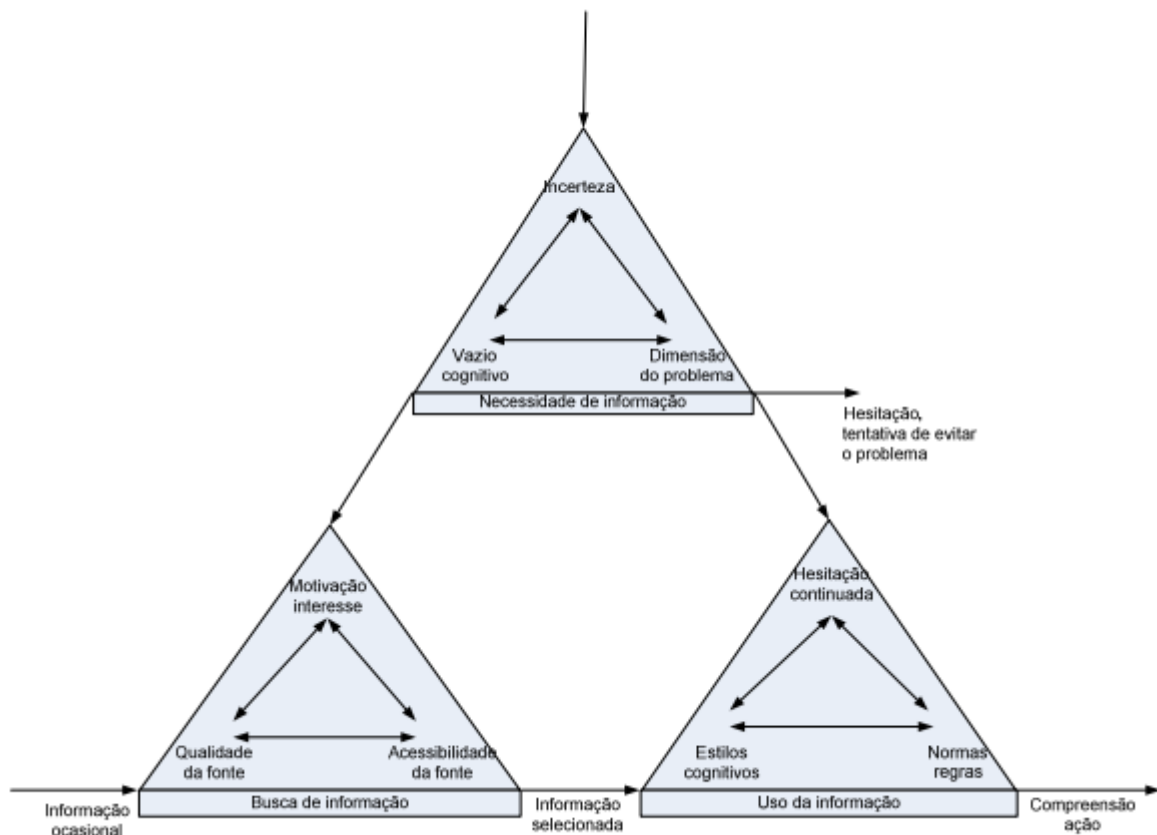 Incerteza
Vazio
cognitivo
Dimensão
do problema
Necessidade de informação
Hesitação,
tentativa de evitar
o problema
Motivação
interesse
Qualidade
da fonte
Acessibilidade
da fonte
Busca de informação
Informação
ocasional
Informação
selecionada
Hesitação
continuada
Estilos
cognitivos
Normas
regras
Uso da informação
Compreensão
ação